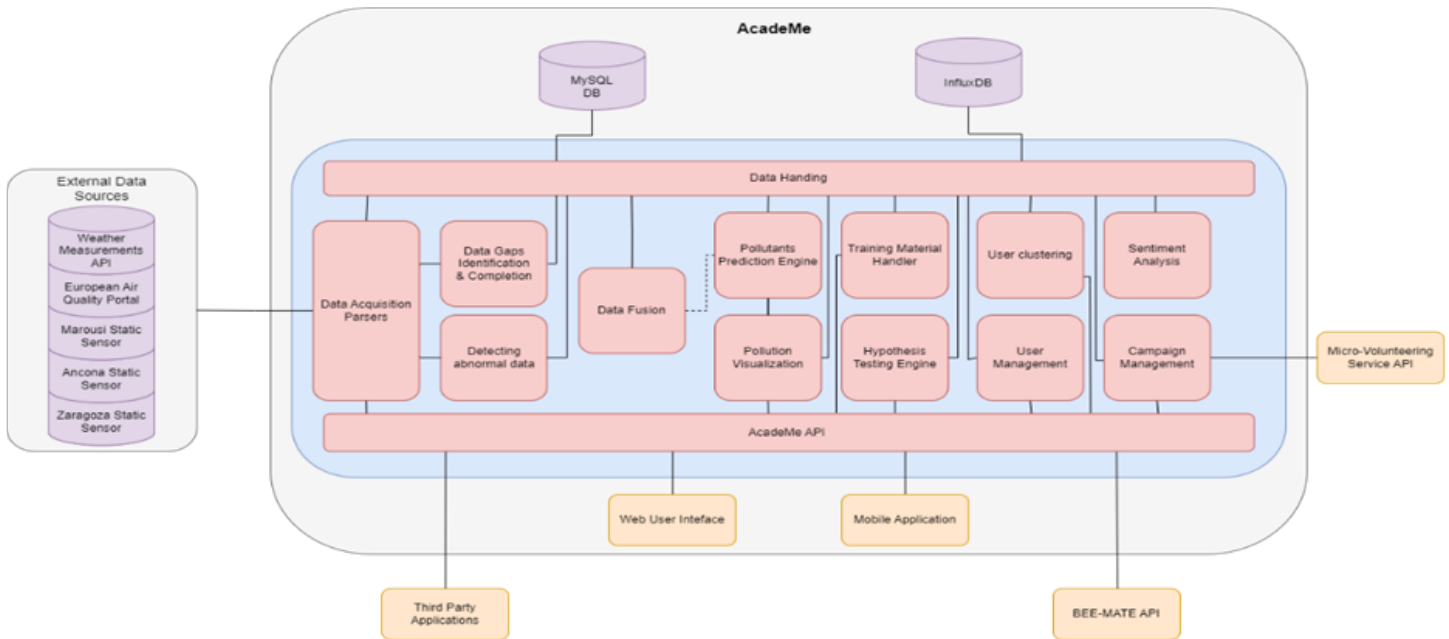 AcadeMe
MySQL
DB
InfluxDB
External Data
Sources
Weather
Measurements
API
European Air
Quality Portal
Marousi Static
Sensor
Ancona Static
Sensor
Zaragoza Static
Sensor
Data Handing
Data Acquisition
Parsers
Data Gaps
Identification
& Completion
Detecting
abnormal data
Data Fusion
Pollutants
Prediction Engine
Pollution
Visualization
Training Material
Handler
Hypothesis
Testing Engine
User clustering
User
Management
Sentiment
Analysis
Campaign
Management
Micro-Volunteering
Service API
AcadeMe API
Web User Inteface
Mobile Application
Third Party
Applications
BEE-MATE API